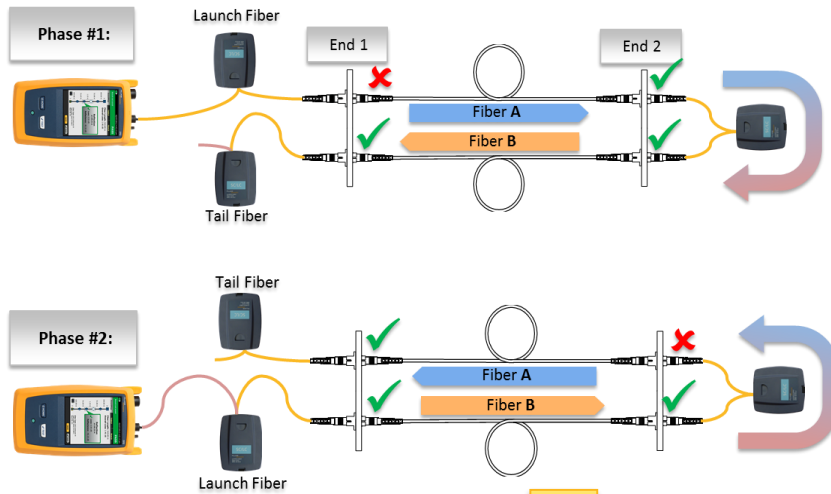 Launch Fiber
Phase #1:
End 1
End 2
Fiber A
Fiber B
Tail Fiber
Tail Fiber
Phase #2:
Fiber A
Fiber B
Launch Fiber